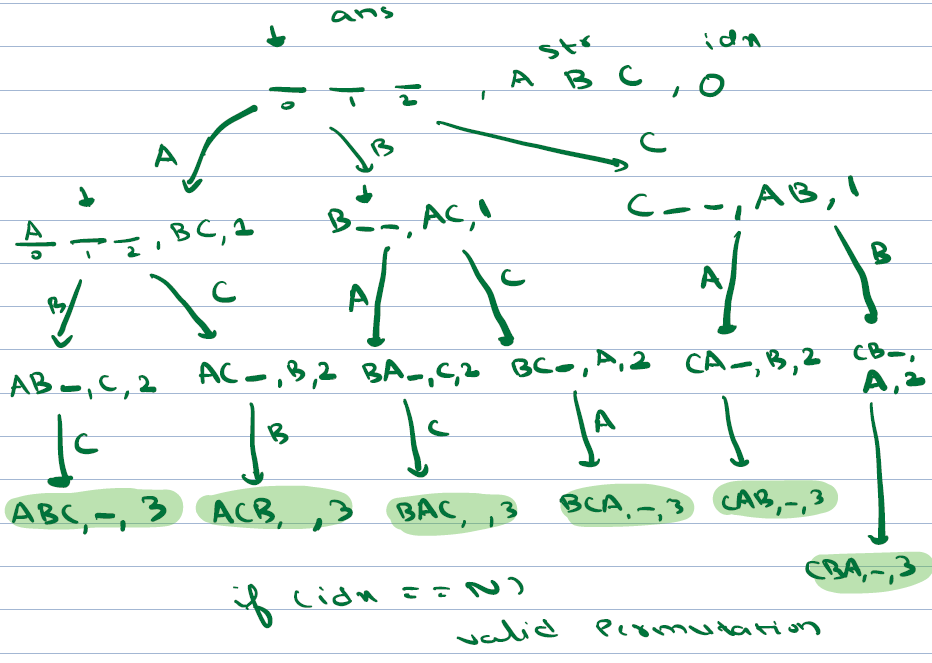 ans
str idn
_ _ _ , A B C , 0
0 1 2
A B C
A _ _ , BC, 1
0 1 2
B--, AC, 1
C - - , AB, 1
B C A C A B
AB-, C, 2
AC-, B, 2
BA-, C, 2
BC-, A, 2
CA-, B, 2
CB-, A, 2
C B C A
ABC, -, 3
ACB, , 3
BAC, , 3
BCA, -, 3
CAB, -, 3
CBA, -, 3
if (idn == N)
valid Permutation